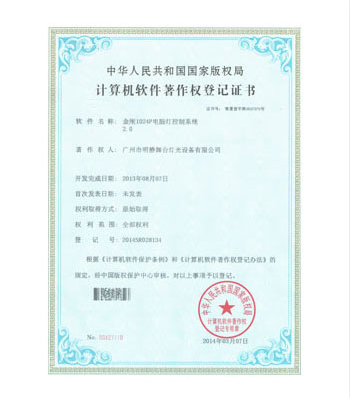 中华人民共和国国家版权局
计算机软件著作权登记证书
证书号：
软件名称：金刚1024P电脑灯控制系统
2.0
著作权人：广州市明静舞台灯光设备有限公司
开发完成日期：2013年08月07日
首次发表日期：未发表
权利取得方式：原始取得
权利范围：全部权利
登记号：2014SR028134
根据《计算机软件保护条例》和《计算机软件著作权登记办法》的
规定，经中国版权保护中心审核，对以上事项予以登记。
中华人民共和国国家版权局
计算机软件著作权
登记专用章
No.
2014年03月07日